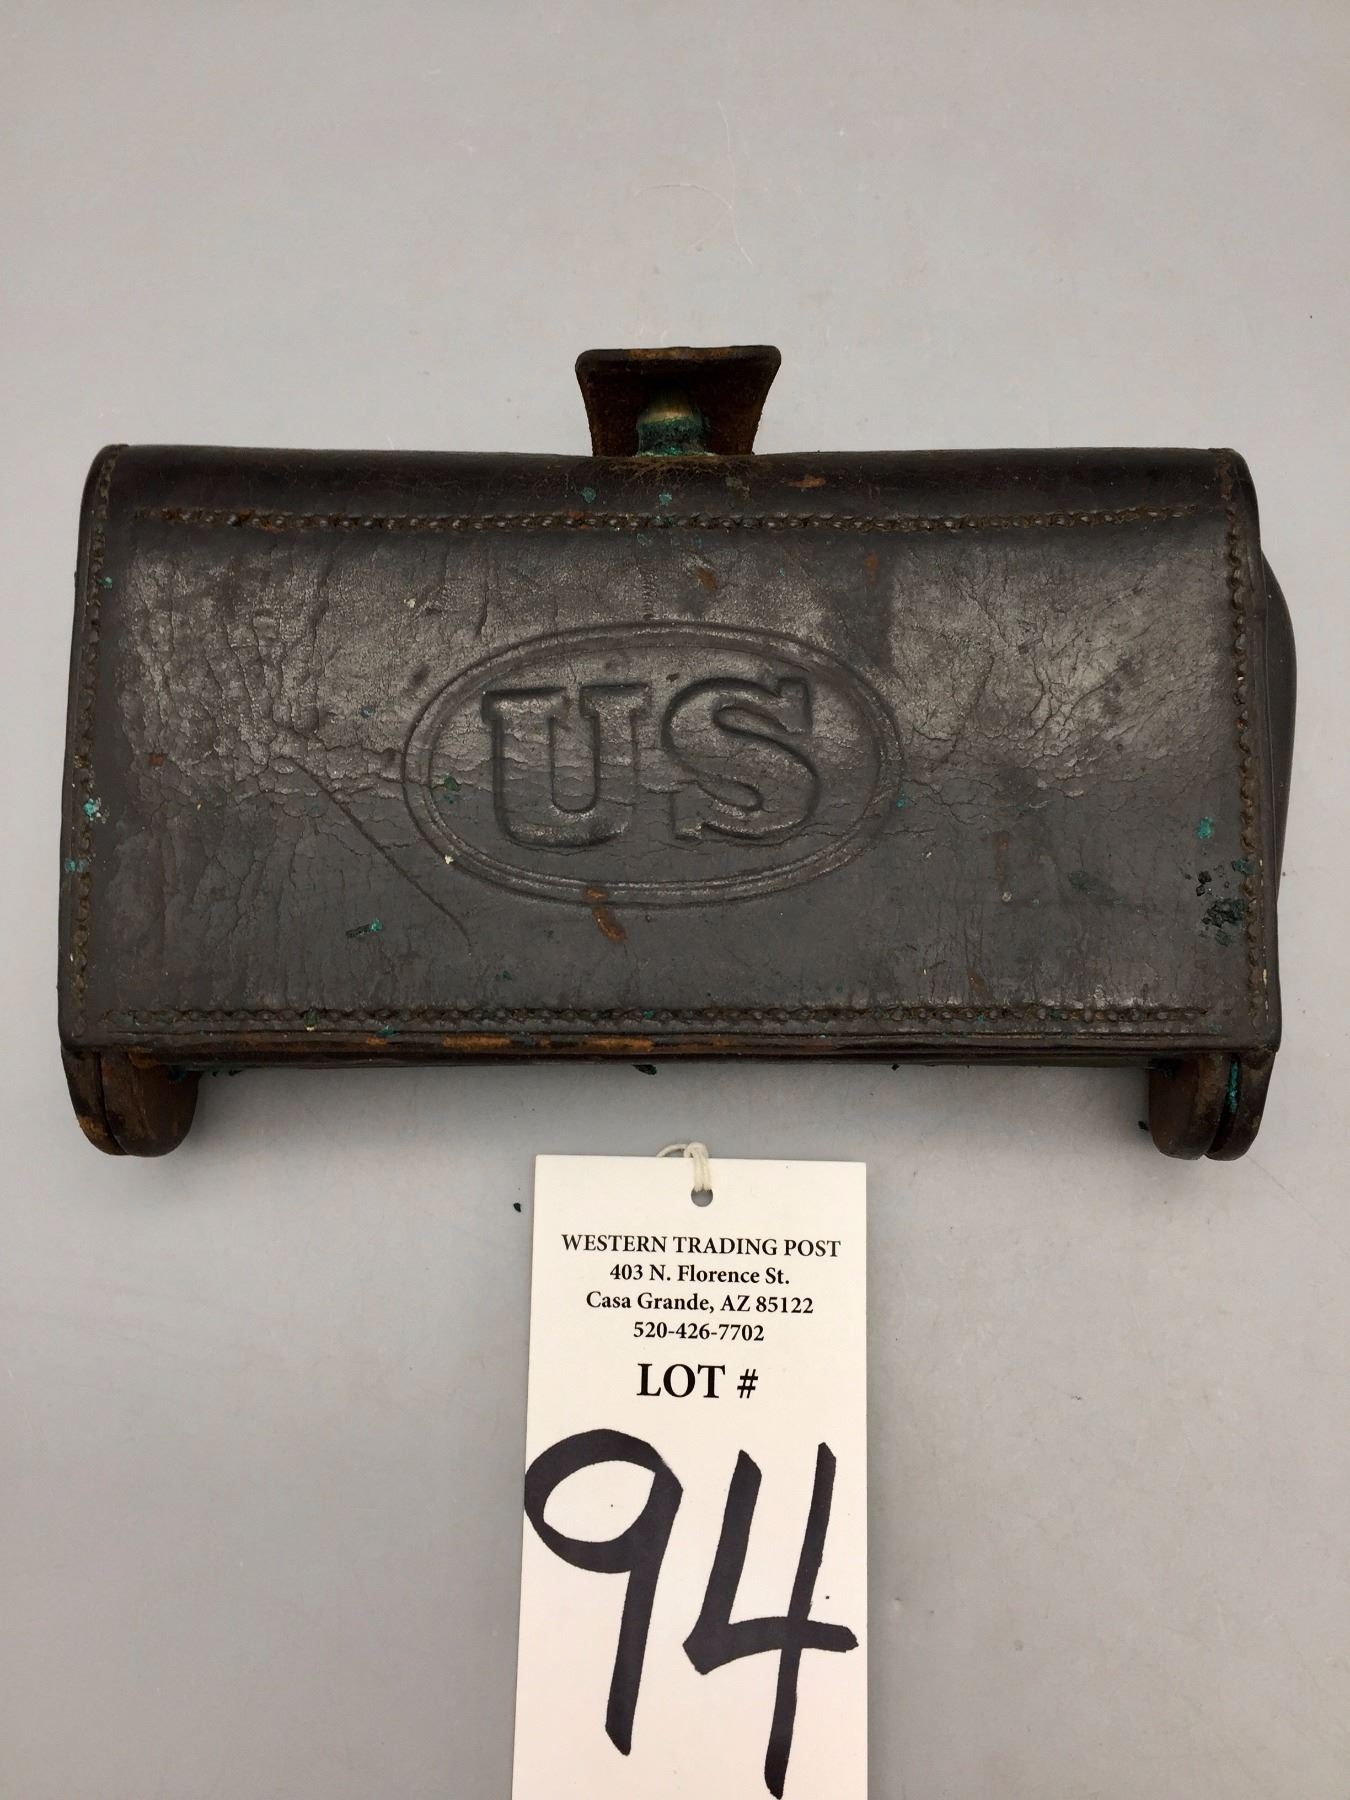 US
WESTERN TRADING POST
403 N. Florence St.
Casa Grande, AZ 85122
520-426-7702
LOT #
94